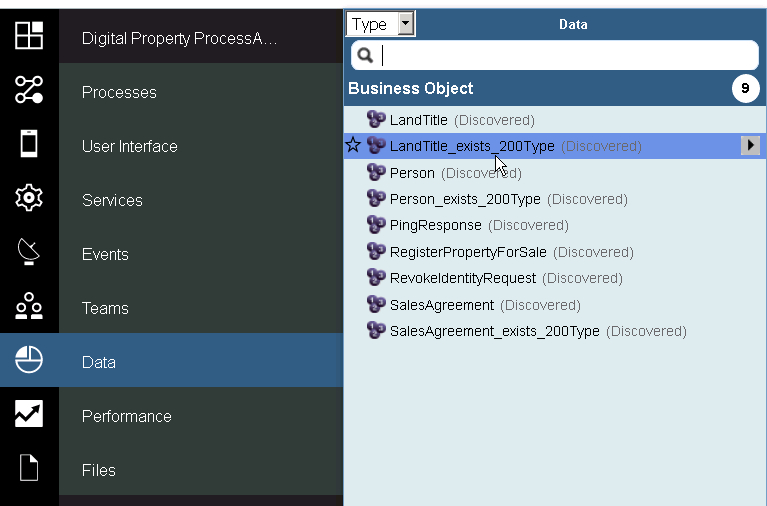 Digital Property ProcessA...
Processes
User Interface
Services
Events
Teams
Data
Performance
Files
Type
Data
Business Object
9
LandTitle (Discovered)
LandTitle_exists_200Type (Discovered)
Person (Discovered)
Person_exists_200Type (Discovered)
PingResponse (Discovered)
RegisterPropertyForSale (Discovered)
RevokeIdentityRequest (Discovered)
SalesAgreement (Discovered)
SalesAgreement_exists_200Type (Discovered)